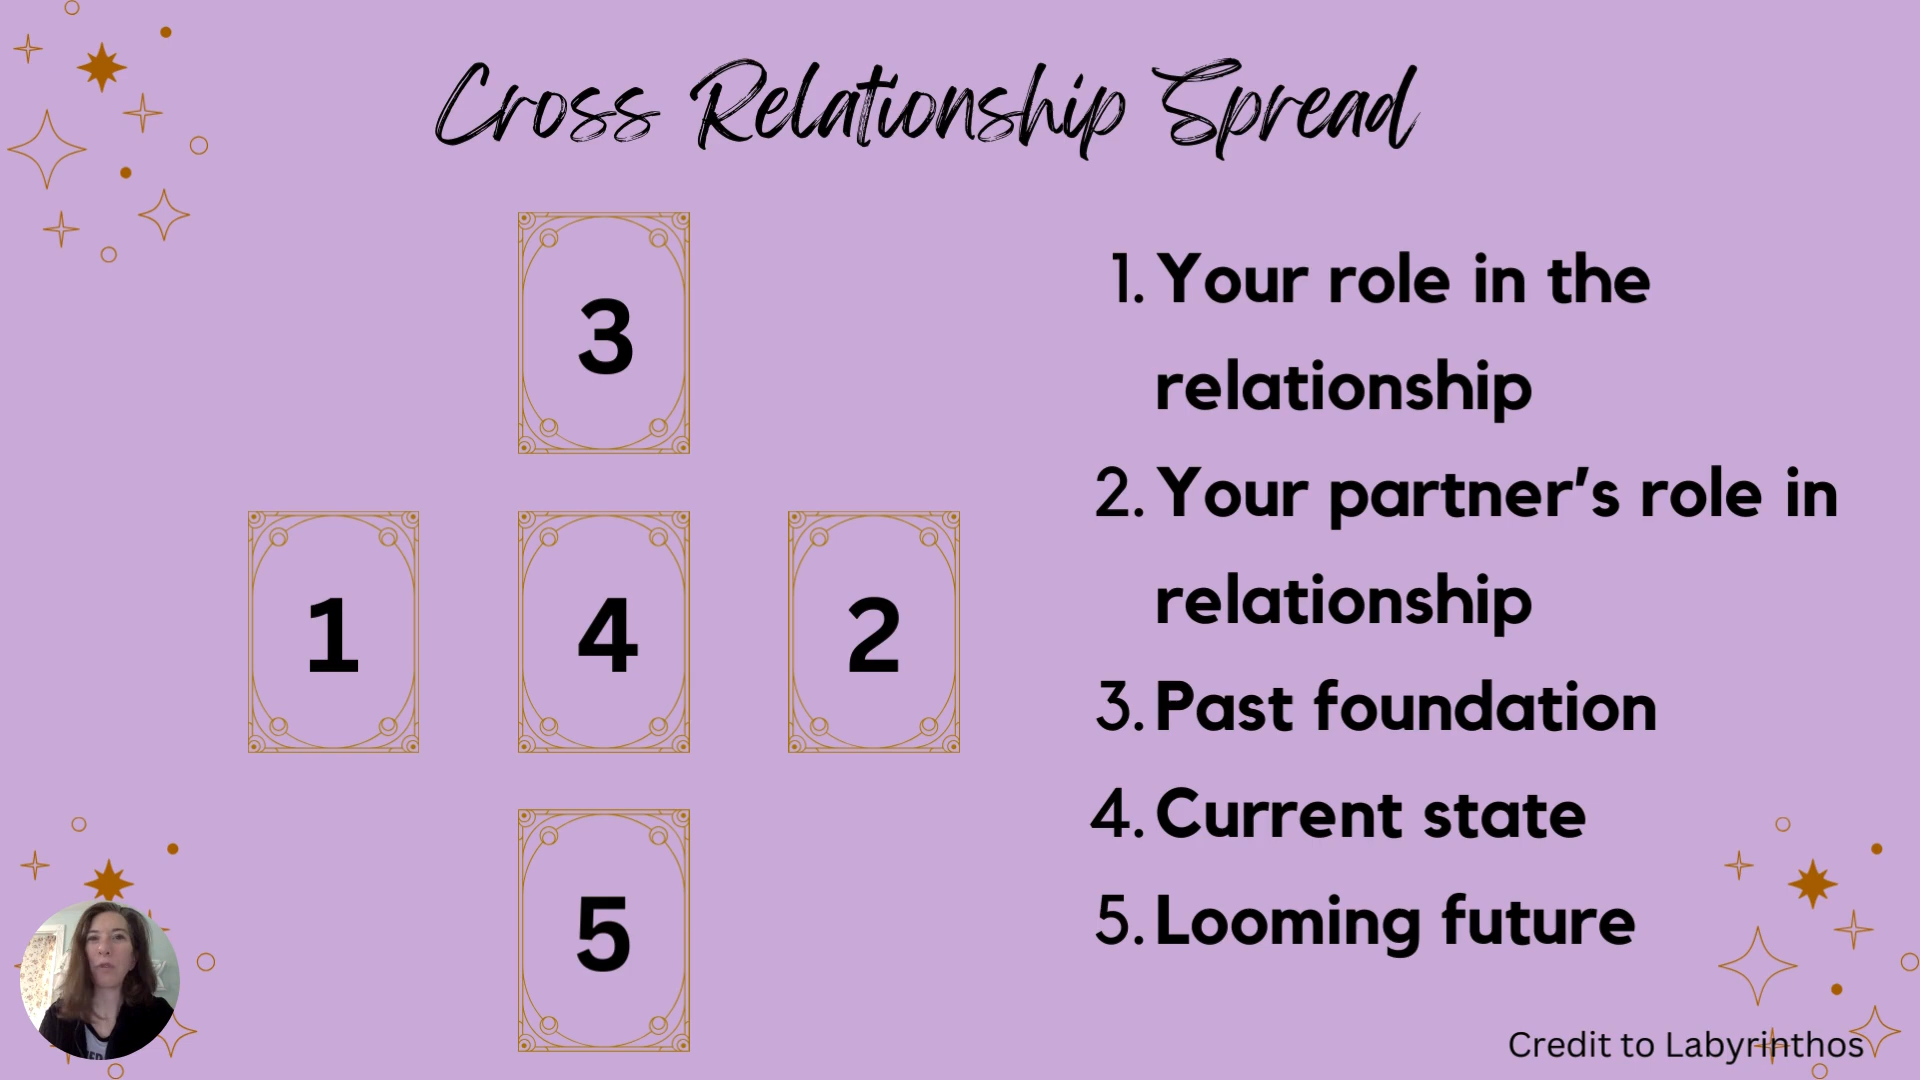 Cross Relationship Spread
3
1 4 2
5
1. Your role in the
relationship
2. Your partner’s role in
relationship
3. Past foundation
4. Current state
5. Looming future
Credit to Labyrinthos